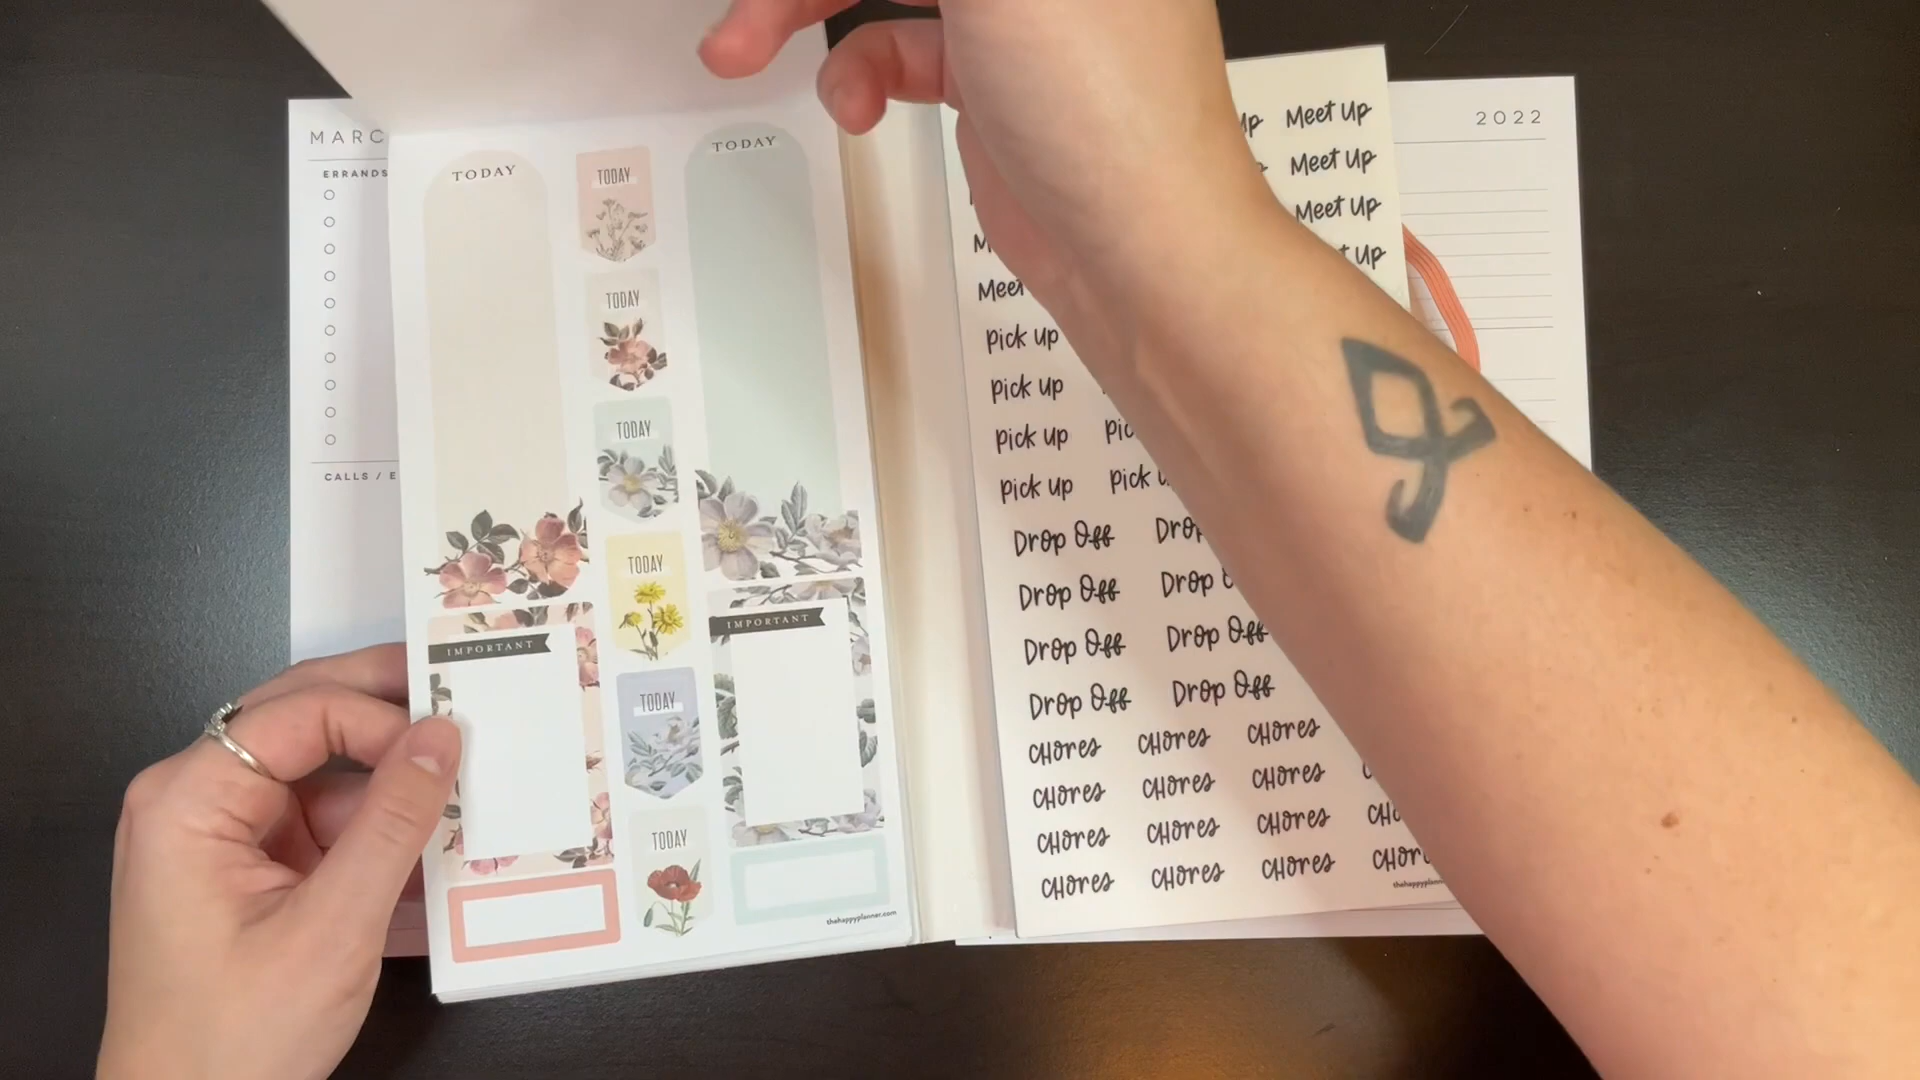 MARC
ERRANDS
CALLS / E
TODAY
IMPORTANT
TODAY
TODAY
TODAY
TODAY
TODAY
TODAY
TODAY
IMPORTANT
thehappyplanner.com
Meet Up
Meet Up
Meet Up
Up
Meet
Pick up
Pick up
Pick up
Pick up Pick
Drop Off
Drop Off
Drop Off Drop Off
Drop Off Drop Off
CHores CHores CHores
CHores CHores CHores
CHores CHores CHores
CHores CHores CHores
2022